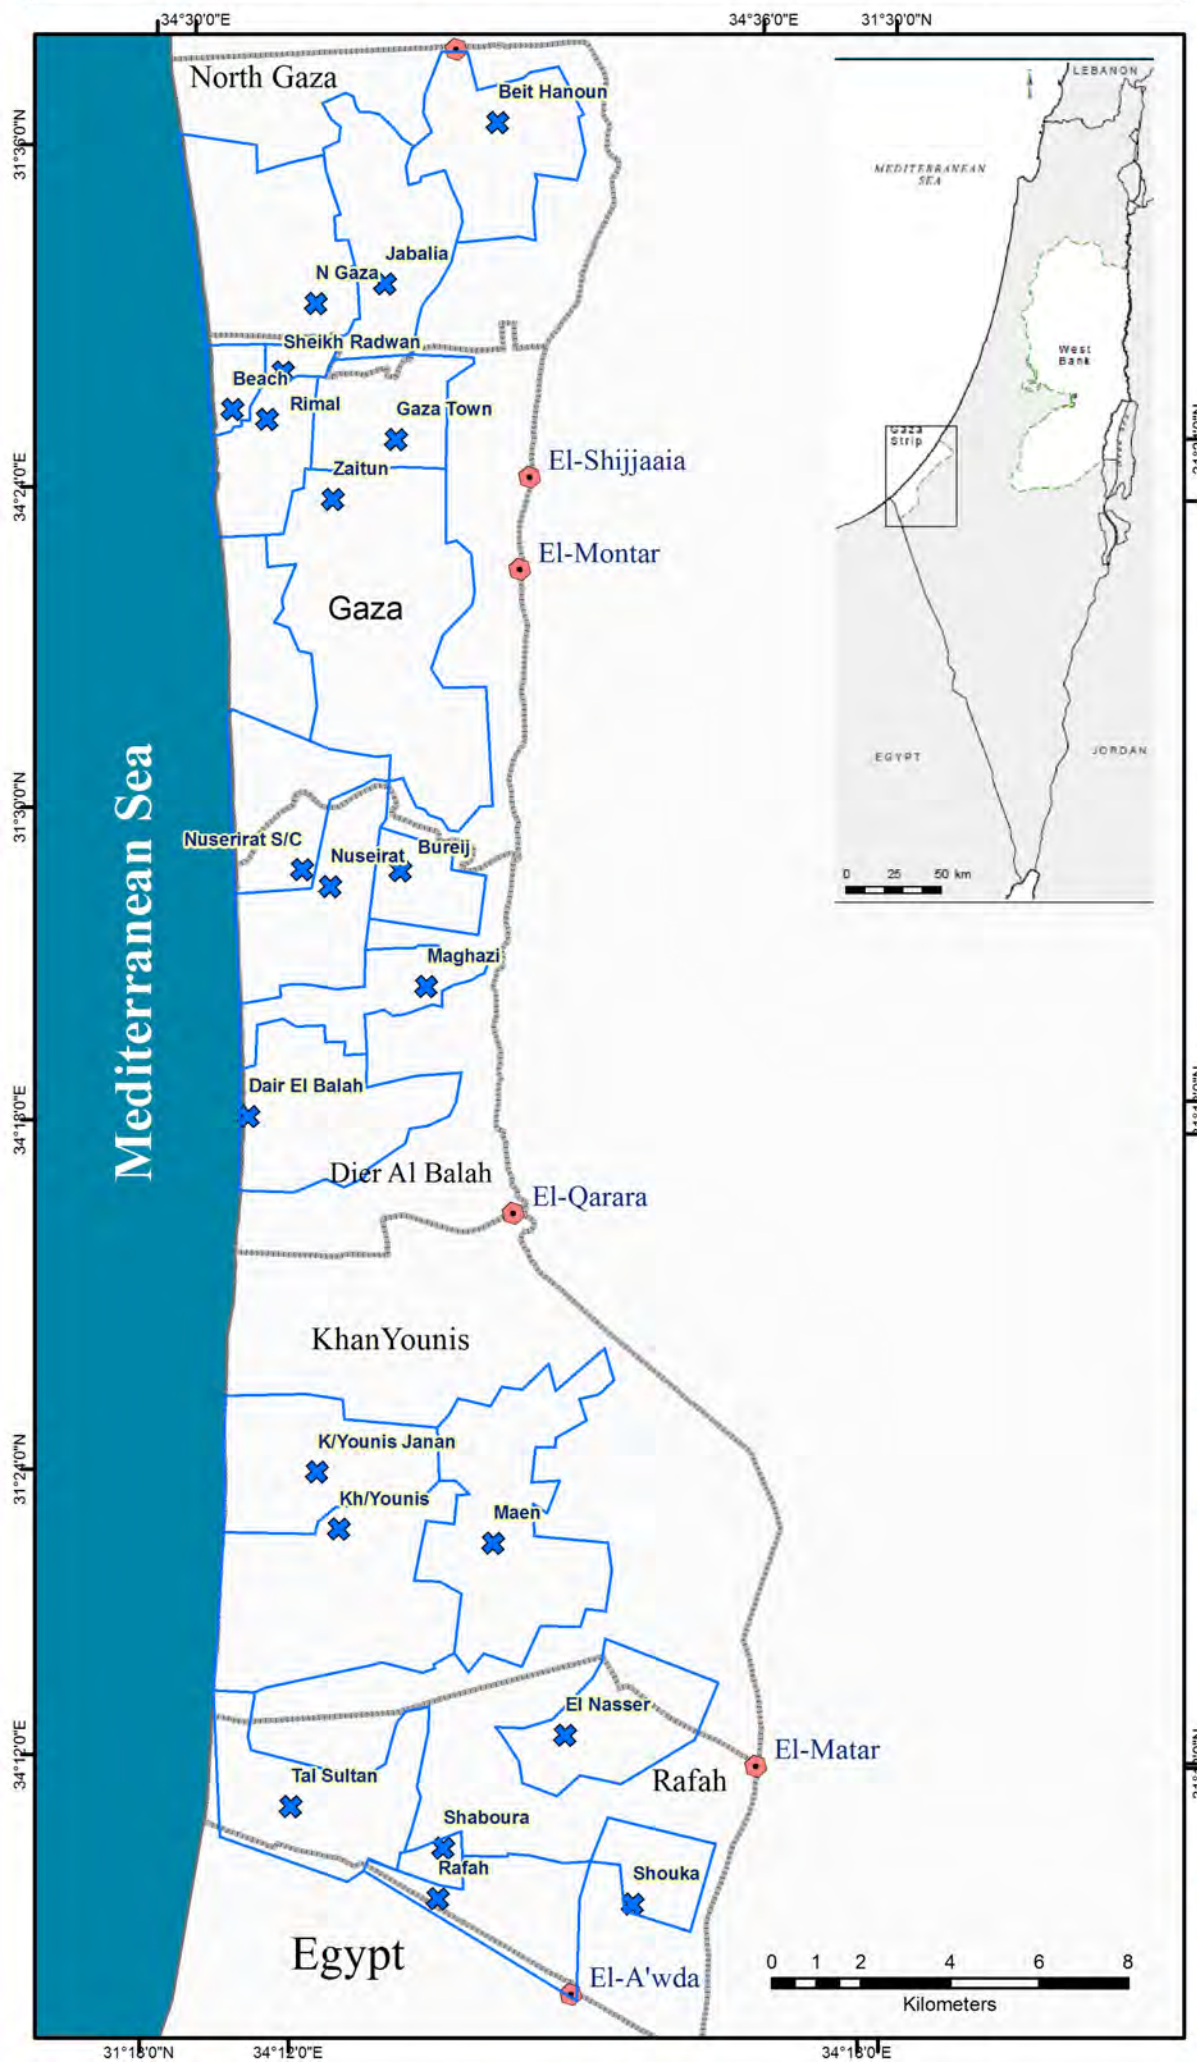 34°30'0"E
34°36'0"E
31°30'0"N
North Gaza
Beit Hanoun
LEBANON
31°36'0"N
MEDITERRANEAN
SEA
Jabalia
N Gaza
Sheikh Radwan
Beach
Rimal
Gaza Town
West
Bank
Gaza
Strip
El-Shijjaaia
Zaitun
34°24'0"E
El-Montar
Gaza
Mediterranean Sea
EGYPT
JORDAN
31°30'0"N
Nuserirat S/C
Nuseirat
Bureij
0 25 50 km
Maghazi
Dair El Balah
34°18'0"E
Dier Al Balah
El-Qarara
KhanYounis
K/Younis Janan
31°24'0"N
Kh/Younis
Maen
El Nasser
34°12'0"E
El-Matar
Rafah
Tal Sultan
Shaboura
Rafah
Shouka
Egypt
El-A'wda
0 1 2 4 6 8
Kilometers
31°18'0"N
34°12'0"E
34°18'0"E